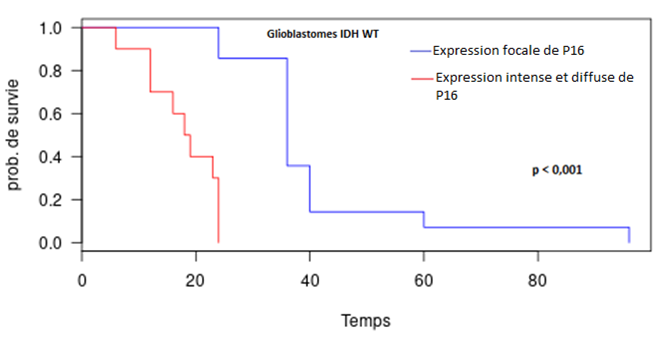 Glioblastomes IDH WT
Expression focale de P16
Expression intense et diffuse de
P16
p < 0,001
prob. de survie
1.0
0.8
0.6
0.4
0.2
0.0
0 20 40 60 80
Temps